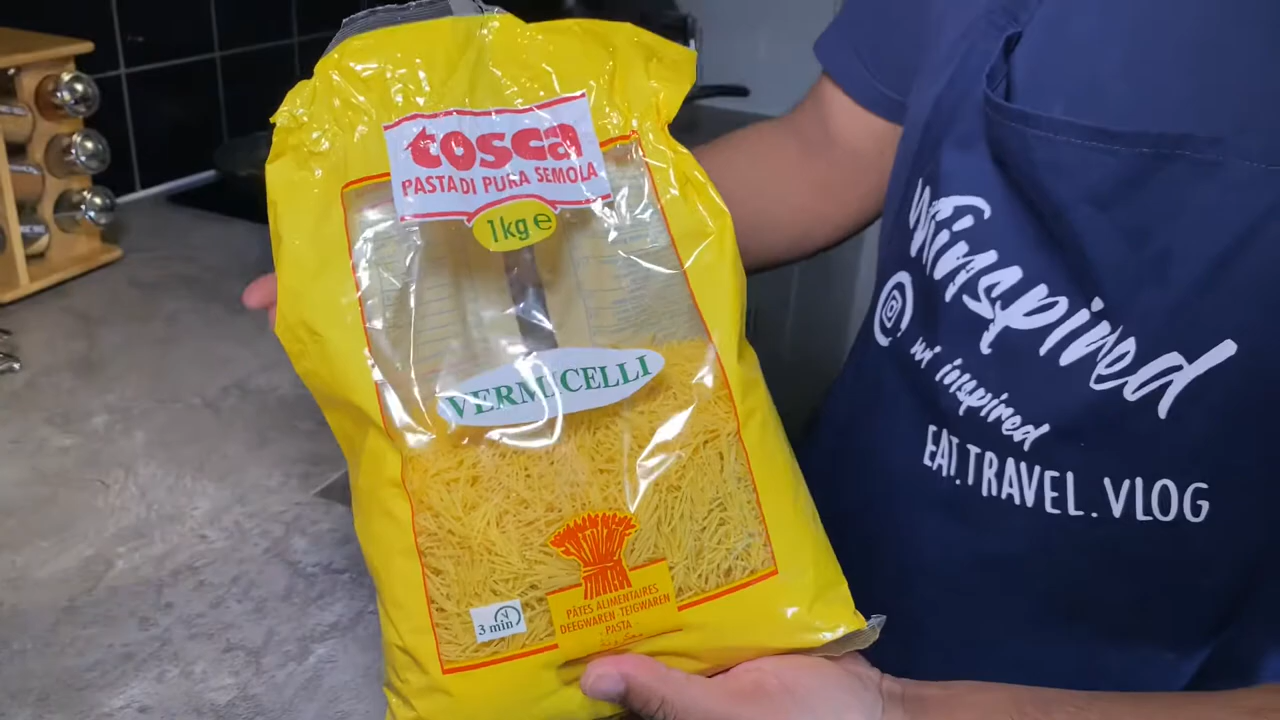 tosca
PASTA DI PURA SEMOLA
1kg e
VERMICELLI
3 min
PÂTES ALIMENTAIRES
DEEGWAREN - TEIGWAREN
- PASTA -
Winspired
@ wi inspired
EAT.TRAVEL.VLOG